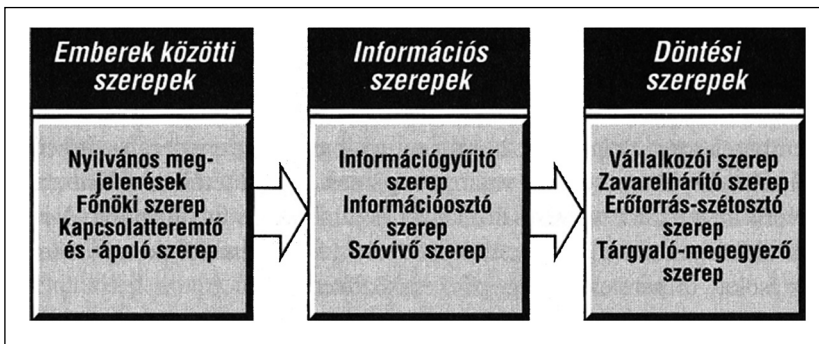 Emberek közötti
szerepek
Nyilvános meg-
jelenések
Főnöki szerep
Kapcsolatteremtő
és -ápoló szerep
Információs
szerepek
Információgyűjtő
szerep
Információosztó
szerep
Szóvivő szerep
Döntési
szerepek
Vállalkozói szerep
Zavarelhárító szerep
Erőforrás-szétosztó
szerep
Tárgyaló-megegyező
szerep